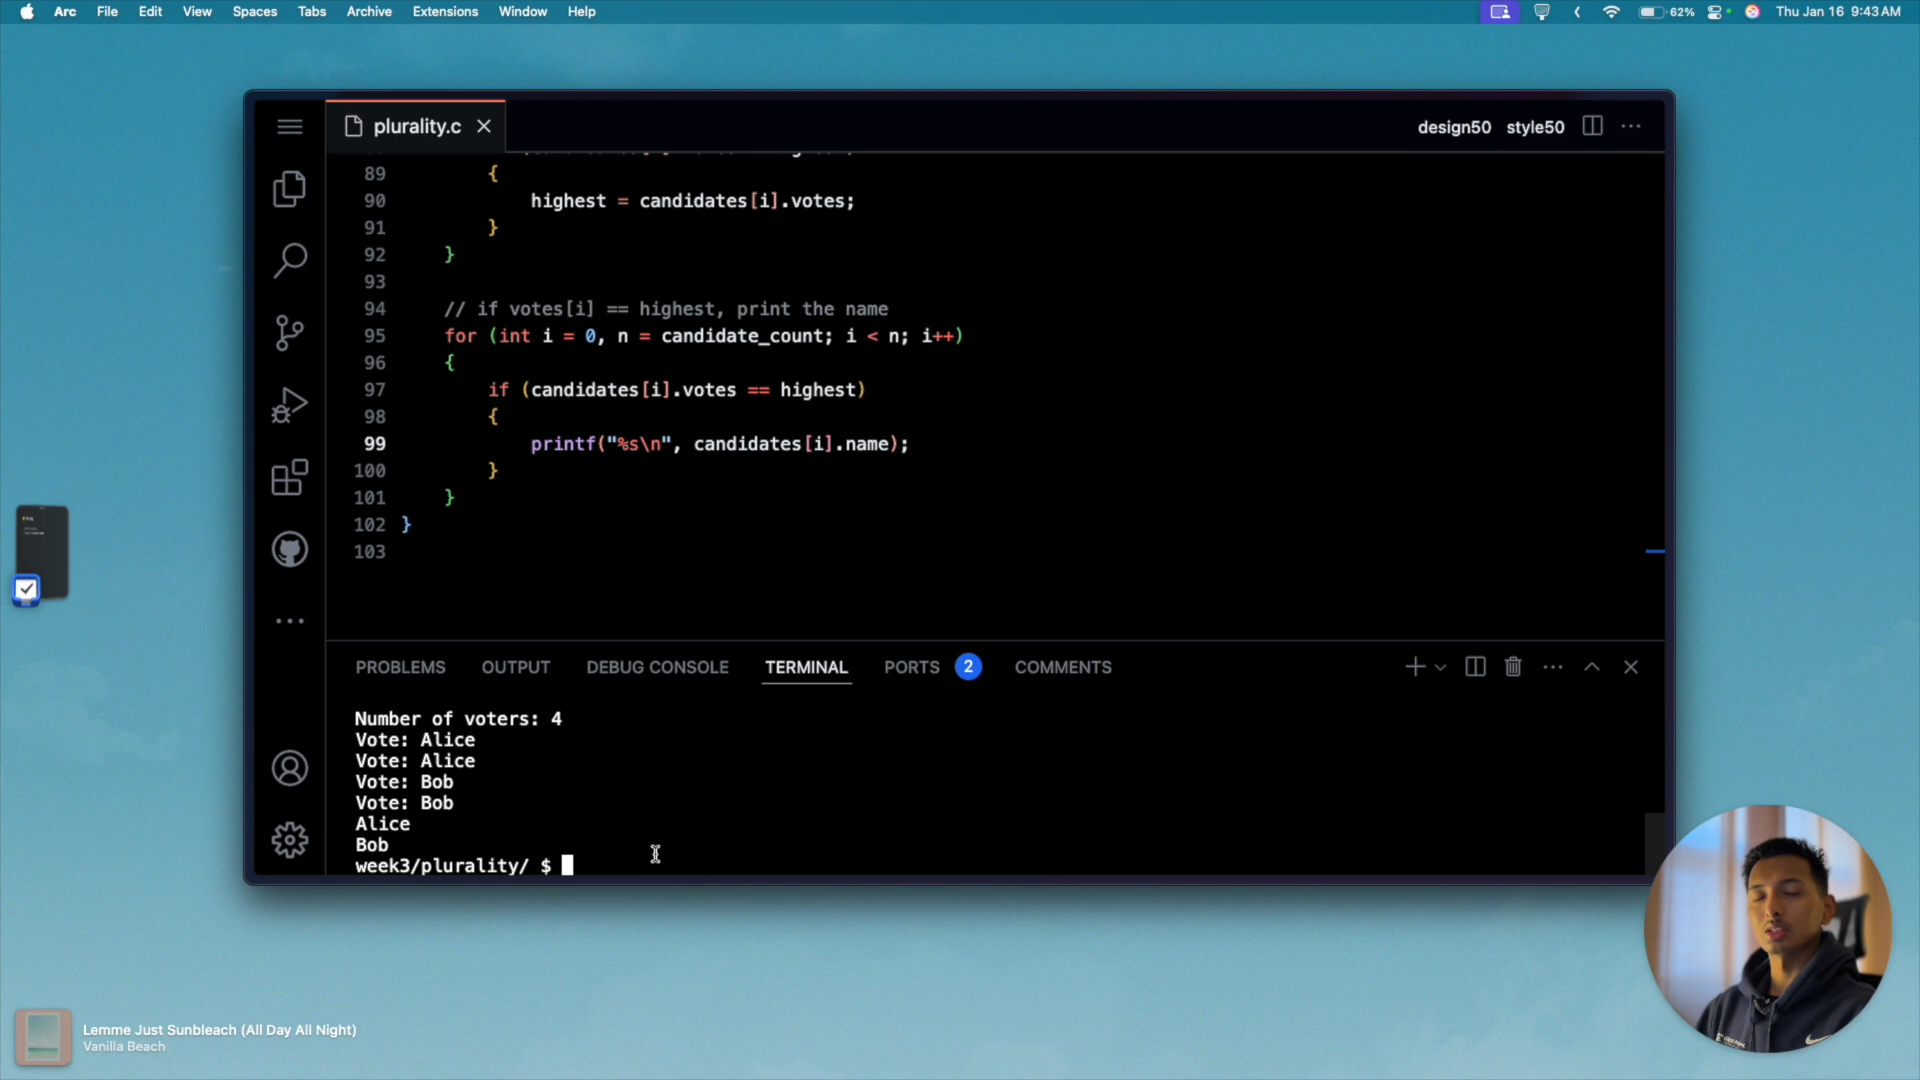 Arc File Edit View Spaces Tabs Archive Extensions Window Help 62% Thu Jan 16 9:43 AM
plurality.c
design50 style50
89 {
90 highest = candidates[i].votes;
91 }
92 }
93
94 // if votes[i] == highest, print the name
95 for (int i = 0, n = candidate_count; i < n; i++)
96 {
97 if (candidates[i].votes == highest)
98 {
99 printf("%s\n", candidates[i].name);
100 }
101 }
102 }
103
PROBLEMS OUTPUT DEBUG CONSOLE TERMINAL PORTS 2 COMMENTS
Number of voters: 4
Vote: Alice
Vote: Alice
Vote: Bob
Vote: Bob
Alice
Bob
week3/plurality/ $
Lemme Just Sunbleach (All Day All Night)
Vanilla Beach